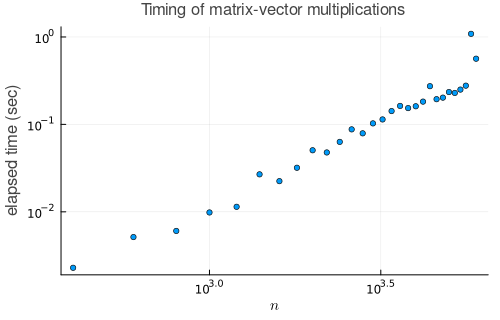 Timing of matrix-vector multiplications
elapsed time (sec)
10^0
10^-1
10^-2
10^3.0
10^3.5
n